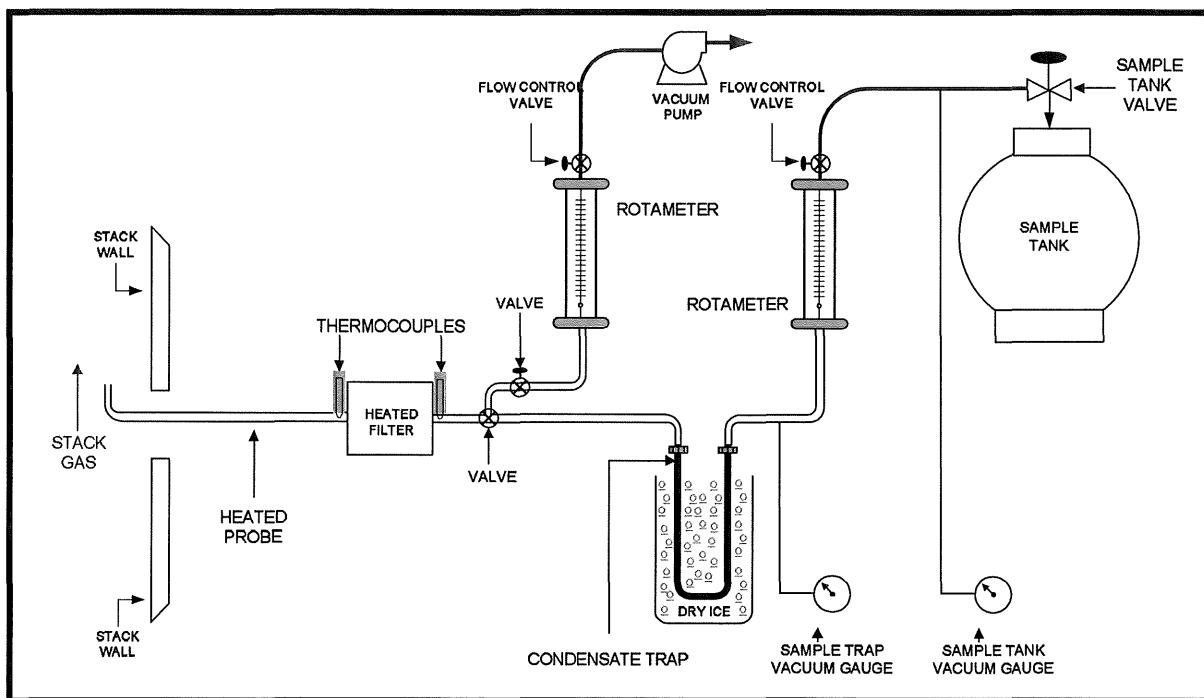 FLOW CONTROL
VALVE
VACUUM
PUMP
FLOW CONTROL
VALVE
SAMPLE
TANK
VALVE
ROTAMETER
STACK
WALL
SAMPLE
TANK
VALVE
ROTAMETER
THERMOCOUPLES
HEATED
FILTER
STACK
GAS
VALVE
HEATED
PROBE
DRY ICE
STACK
WALL
CONDENSATE TRAP
SAMPLE TRAP
VACUUM GAUGE
SAMPLE TANK
VACUUM GAUGE